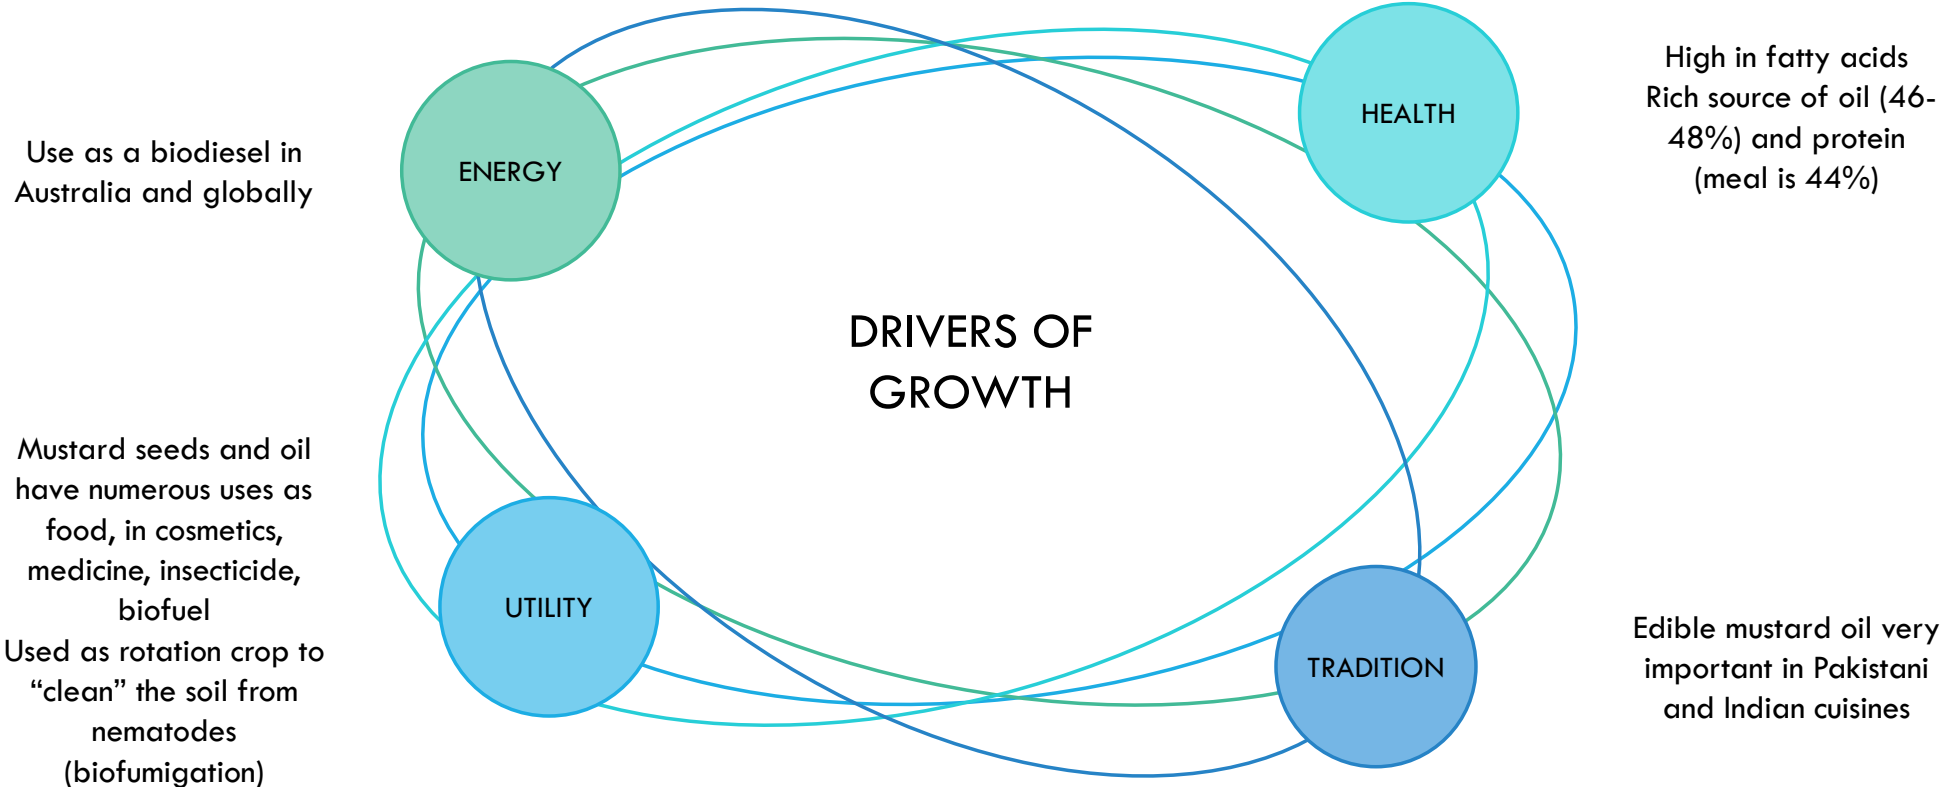 ENERGY
Use as a biodiesel in
Australia and globally
HEALTH
High in fatty acids
Rich source of oil (46-
48%) and protein
(meal is 44%)
DRIVERS OF
GROWTH
UTILITY
Mustard seeds and oil
have numerous uses as
food, in cosmetics,
medicine, insecticide,
biofuel
Used as rotation crop to
“clean” the soil from
nematodes
(biofumigation)
TRADITION
Edible mustard oil very
important in Pakistani
and Indian cuisines